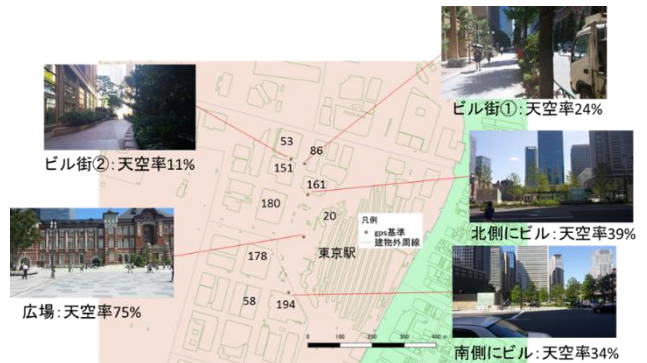 ビル街①:天空率24%
ビル街②:天空率11%
53
86
151
161
180
20
凡例
gps基準
建物外周線
北側にビル:天空率39%
東京駅
178
広場:天空率75%
58
194
0 100 200 300 400 m
南側にビル:天空率34%